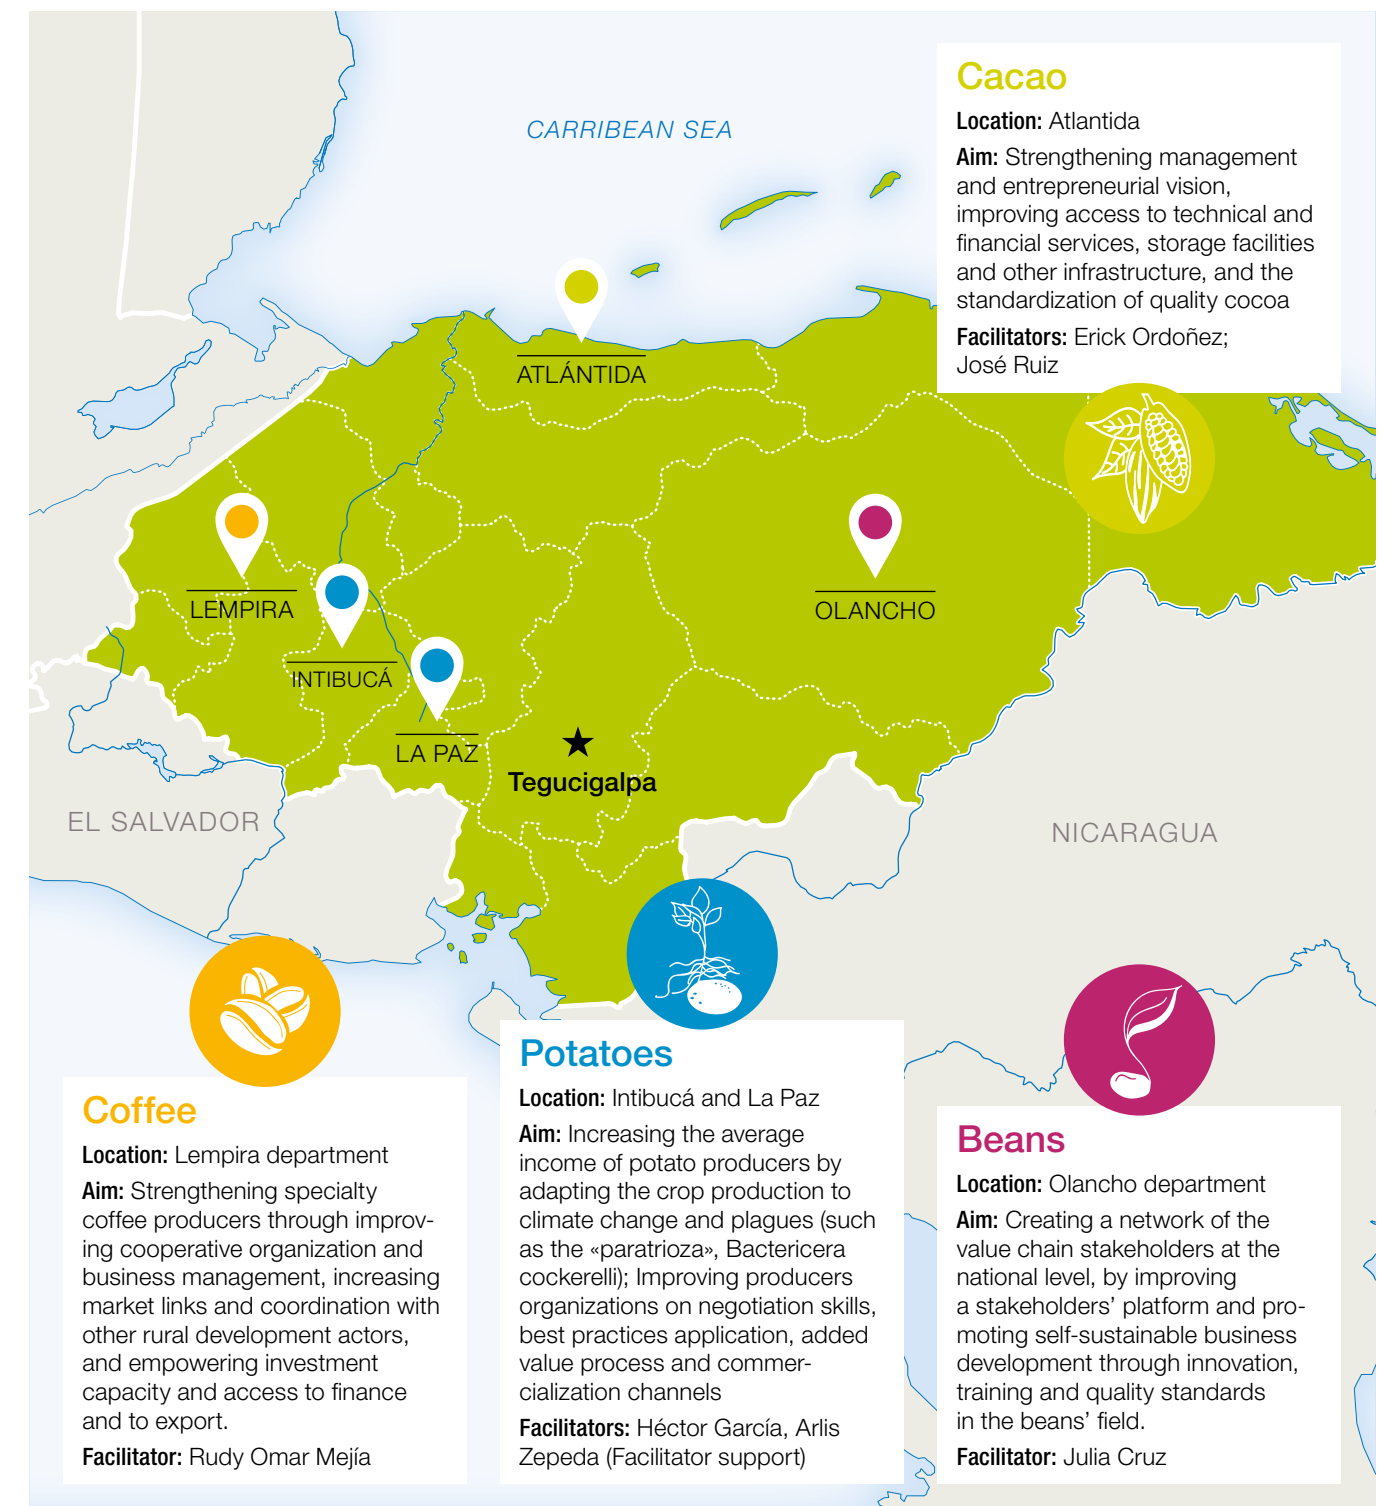 CARRIBEAN SEA
Cacao
Location: Atlantida
Aim: Strengthening management
and entrepreneurial vision,
improving access to technical and
financial services, storage facilities
and other infrastructure, and the
standardization of quality cocoa
Facilitators: Erick Ordoñez;
José Ruiz
ATLÁNTIDA
LEMPIRA
OLANCHO
INTIBUCÁ
LA PAZ
Tegucigalpa
EL SALVADOR
NICARAGUA
Coffee
Location: Lempira department
Aim: Strengthening specialty
coffee producers through improv-
ing cooperative organization and
business management, increasing
market links and coordination with
other rural development actors,
and empowering investment
capacity and access to finance
and to export.
Facilitator: Rudy Omar Mejía
Potatoes
Location: Intibucá and La Paz
Aim: Increasing the average
income of potato producers by
adapting the crop production to
climate change and plagues (such
as the «paratrioza», Bactericera
cockerelli); Improving producers
organizations on negotiation skills,
best practices application, added
value process and commer-
cialization channels
Facilitators: Héctor García, Arlis
Zepeda (Facilitator support)
Beans
Location: Olancho department
Aim: Creating a network of the
value chain stakeholders at the
national level, by improving
a stakeholders’ platform and pro-
moting self-sustainable business
development through innovation,
training and quality standards
in the beans’ field.
Facilitator: Julia Cruz